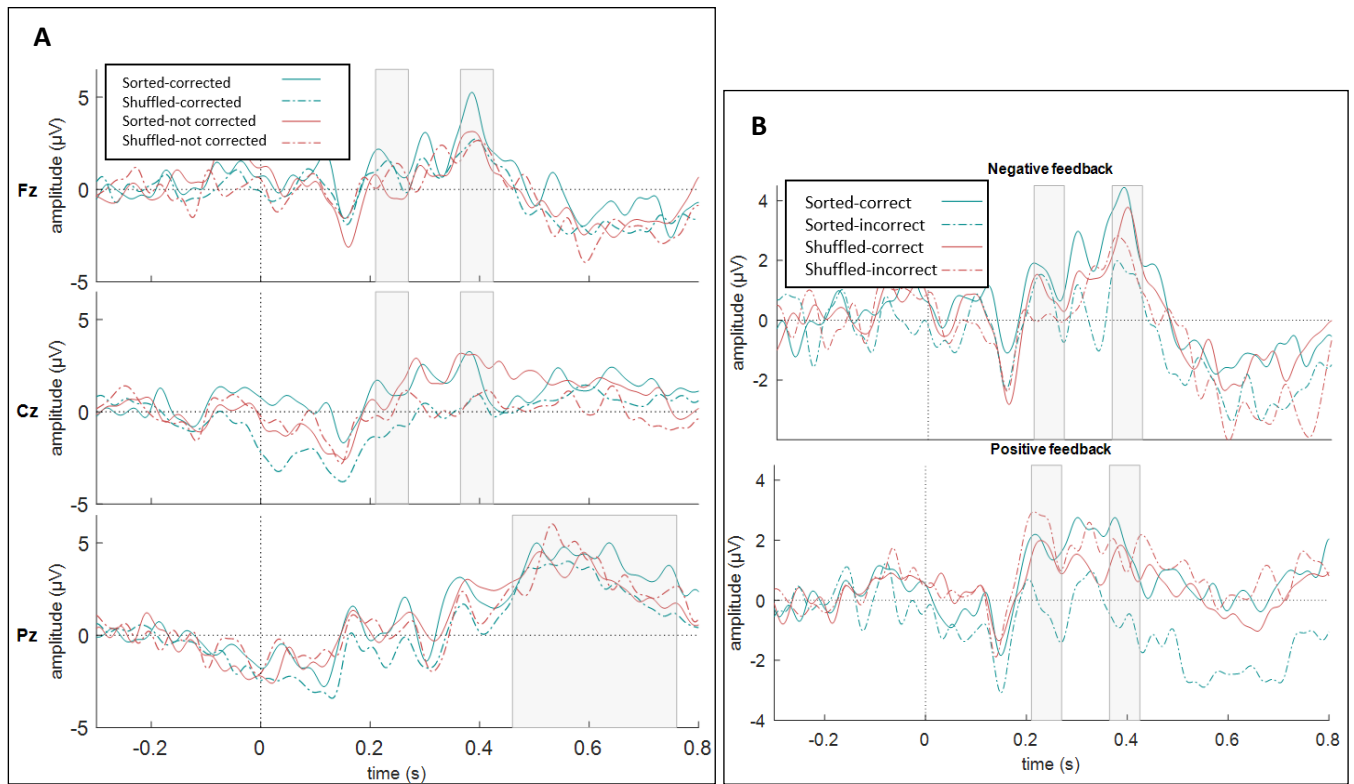 A
Sorted-corrected
Shuffled-corrected
Sorted-not corrected
Shuffled-not corrected
Fz
amplitude (µV)
5
0
-5
Cz
amplitude (µV)
5
0
-5
Pz
amplitude (µV)
5
0
-5
-0.2 0 0.2 0.4 0.6 0.8
time (s)
B
Negative feedback
Sorted-correct
Sorted-incorrect
Shuffled-correct
Shuffled-incorrect
amplitude (µV)
4
2
0
-2
Positive feedback
amplitude (µV)
4
2
0
-2
-4
-0.2 0 0.2 0.4 0.6 0.8
time (s)